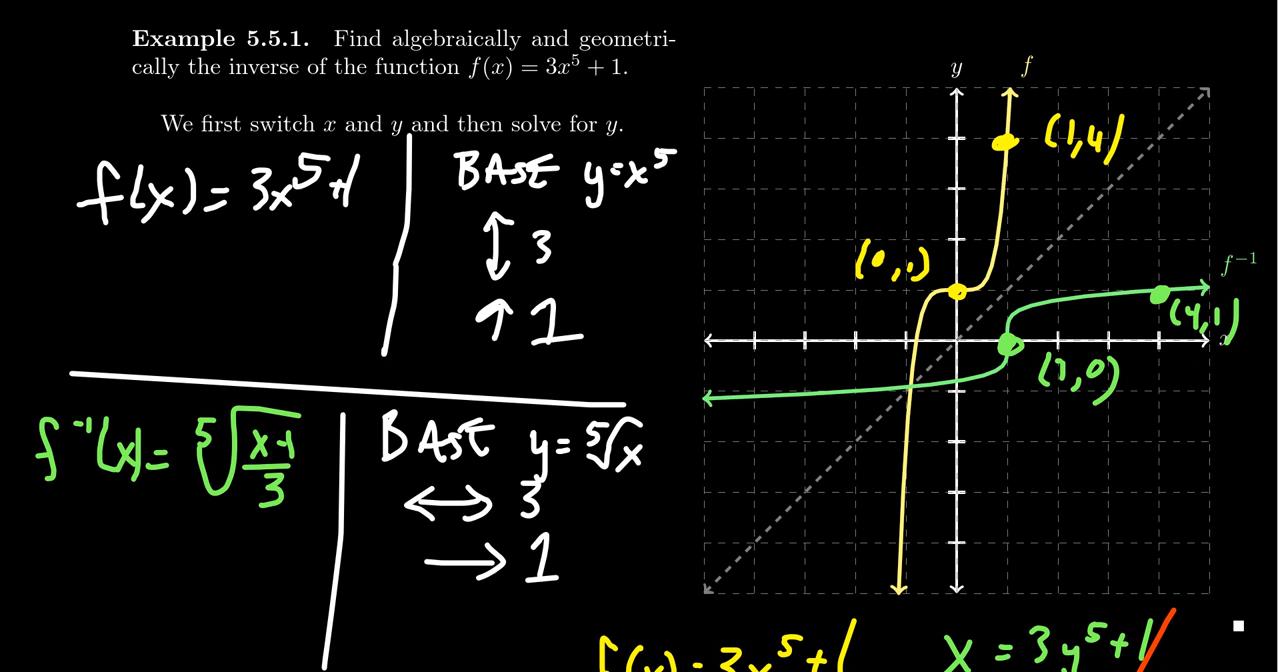 Example 5.5.1. Find algebraically and geometri-
cally the inverse of the function f(x) = 3x⁵ + 1.
We first switch x and y and then solve for y.
f(x) = 3x⁵+1
BASE y=x⁵
↕ 3
↑ 1
f⁻¹(x) = ⁵√((x-1)/3)
BASE y = ⁵√x
↔ 3
→ 1
y
f
(1,4)
(0,1)
f⁻¹
(4,1)
x
(1,0)
f(x) = 3x⁵+1
x = 3y⁵+1